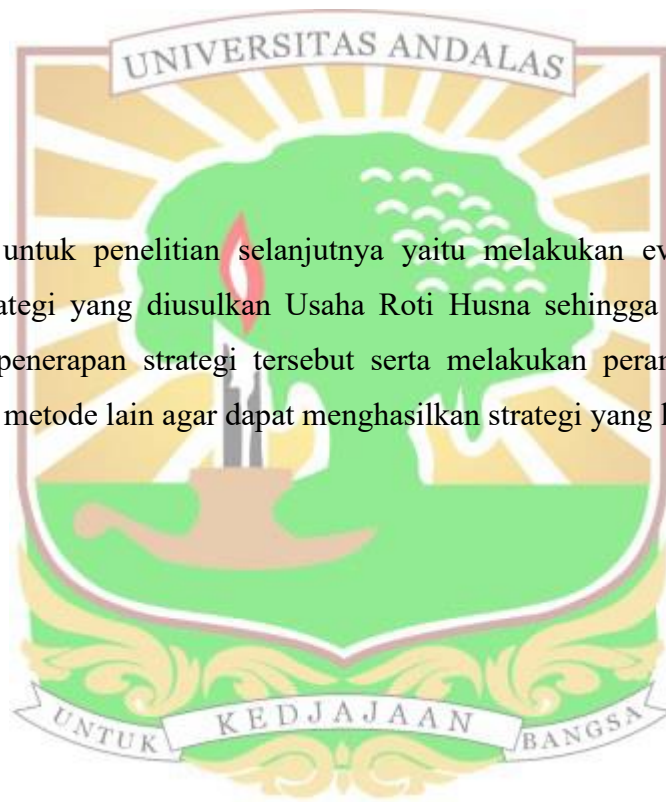 UNIVERSITAS ANDALAS
untuk penelitian selanjutnya yaitu melakukan ev
ategi yang diusulkan Usaha Roti Husna sehingga
penerapan strategi tersebut serta melakukan peran
metode lain agar dapat menghasilkan strategi yang l
UNTUK KEDJAJAAN BANGSA